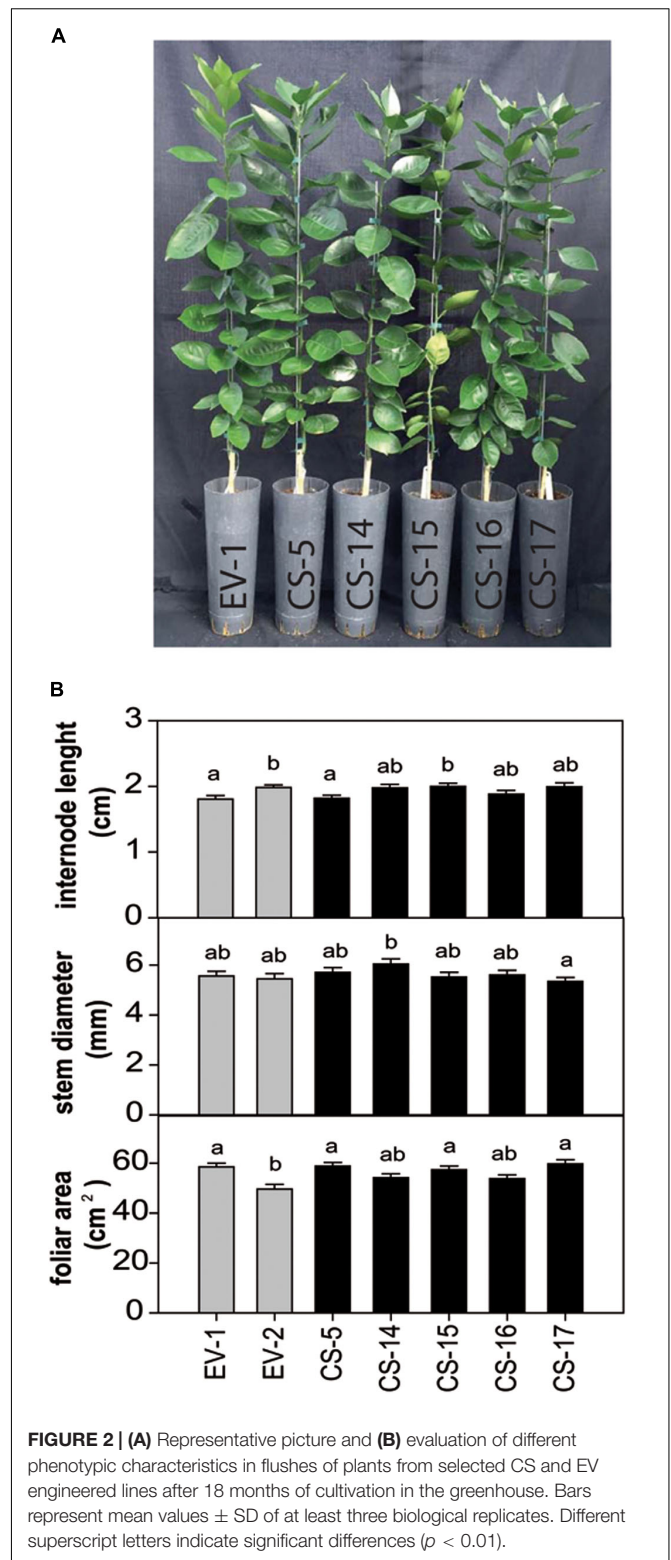 A
EV-1
CS-5
CS-14
CS-15
CS-16
CS-17
B
internode lenght
(cm)
3
2
1
0
a
b
a
ab
b
ab
ab
stem diameter
(mm)
6
4
2
0
ab
ab
ab
b
ab
ab
a
foliar area
(cm²)
60
40
20
0
a
b
a
ab
a
ab
a
EV-1
EV-2
CS-5
CS-14
CS-15
CS-16
CS-17
FIGURE 2 | (A) Representative picture and (B) evaluation of different
phenotypic characteristics in flushes of plants from selected CS and EV
engineered lines after 18 months of cultivation in the greenhouse. Bars
represent mean values ± SD of at least three biological replicates. Different
superscript letters indicate significant differences (p < 0.01).